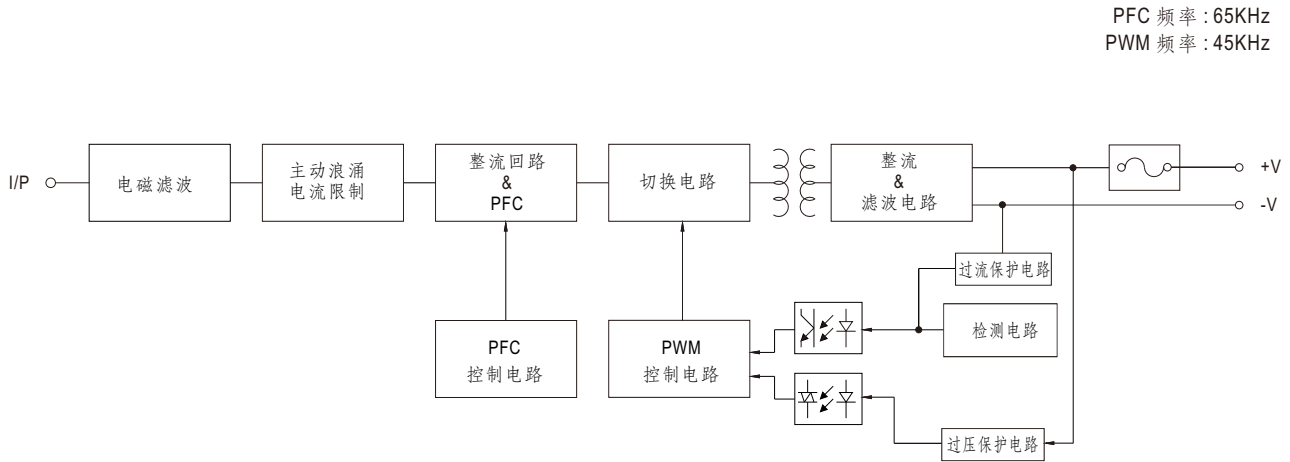 PFC 频率 : 65KHz
PWM 频率 : 45KHz
I/P
电磁滤波
主动浪涌
电流限制
整流回路
&
PFC
切换电路
整流
&
滤波电路
+V
-V
过流保护电路
检测电路
PFC
控制电路
PWM
控制电路
过压保护电路